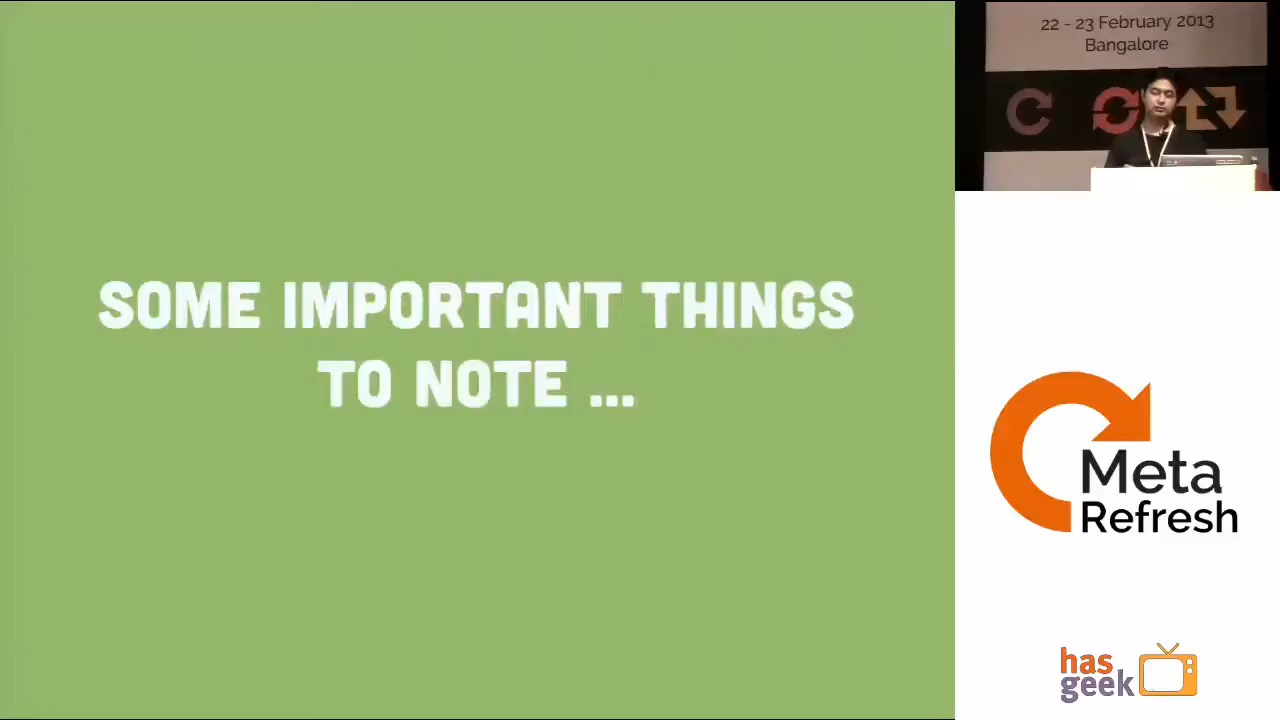 SOME IMPORTANT THINGS
TO NOTE ...
22 - 23 February 2013
Bangalore
Meta
Refresh
has
geek